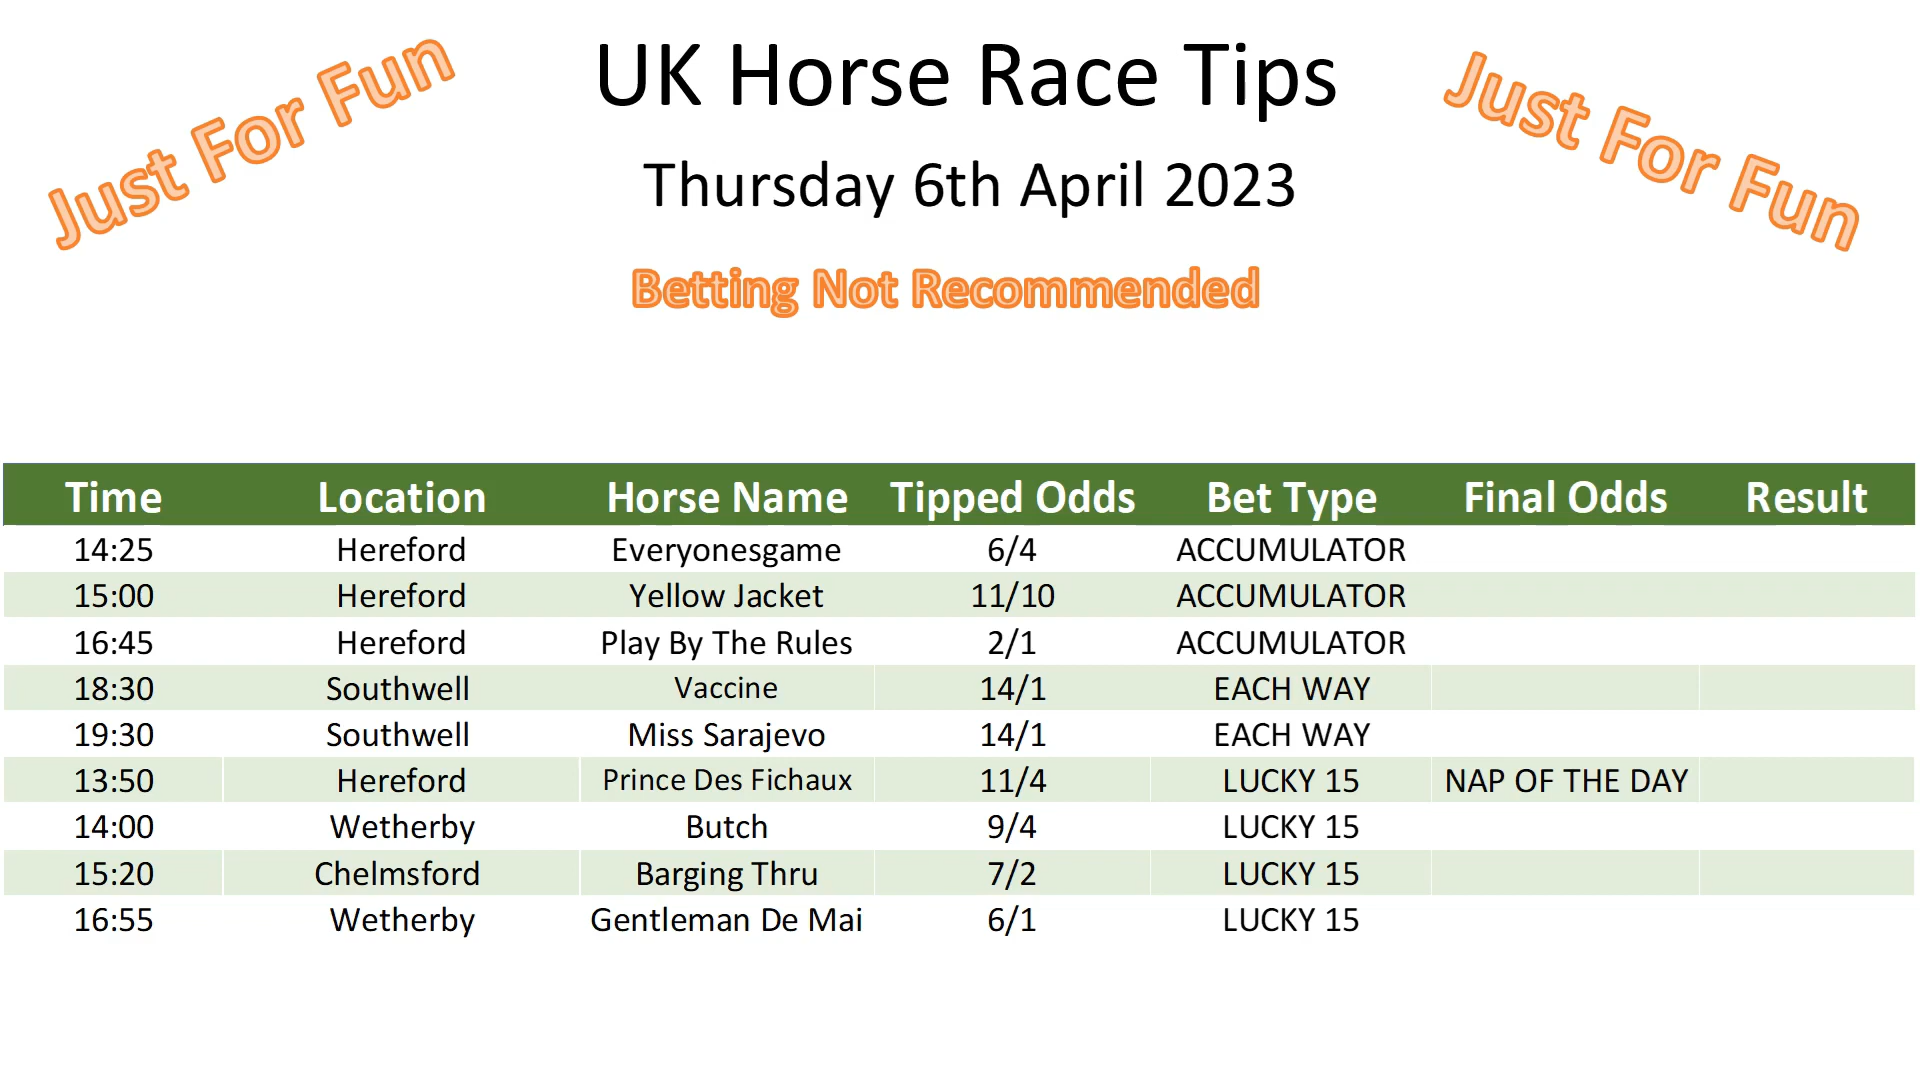 Just For Fun
UK Horse Race Tips
Just For Fun
Thursday 6th April 2023
Betting Not Recommended
Time Location Horse Name Tipped Odds Bet Type Final Odds Result
14:25 Hereford Everyonesgame 6/4 ACCUMULATOR
15:00 Hereford Yellow Jacket 11/10 ACCUMULATOR
16:45 Hereford Play By The Rules 2/1 ACCUMULATOR
18:30 Southwell Vaccine 14/1 EACH WAY
19:30 Southwell Miss Sarajevo 14/1 EACH WAY
13:50 Hereford Prince Des Fichaux 11/4 LUCKY 15 NAP OF THE DAY
14:00 Wetherby Butch 9/4 LUCKY 15
15:20 Chelmsford Barging Thru 7/2 LUCKY 15
16:55 Wetherby Gentleman De Mai 6/1 LUCKY 15